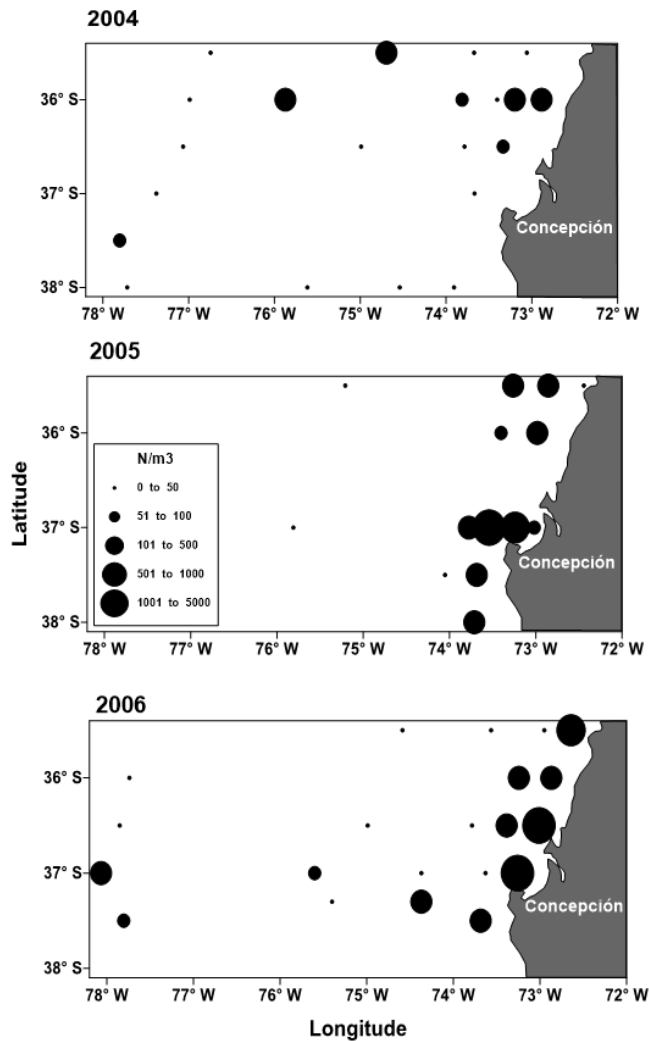 2004
36° S
37° S
38° S
Concepción
78° W 77° W 76° W 75° W 74° W 73° W 72° W
2005
Latitude
36° S
37° S
38° S
N/m3
0 to 50
51 to 100
101 to 500
501 to 1000
1001 to 5000
Concepción
78° W 77° W 76° W 75° W 74° W 73° W 72° W
2006
36° S
37° S
38° S
Concepción
78° W 77° W 76° W 75° W 74° W 73° W 72° W
Longitude